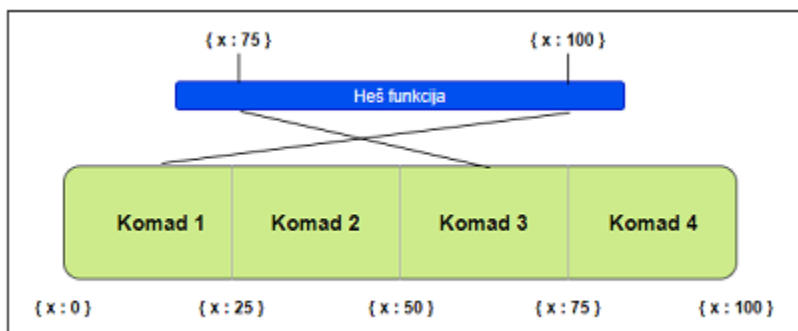 { x : 75 } { x : 100 }
Heš funkcija
Komad 1 Komad 2 Komad 3 Komad 4
{ x : 0 } { x : 25 } { x : 50 } { x : 75 } { x : 100 }